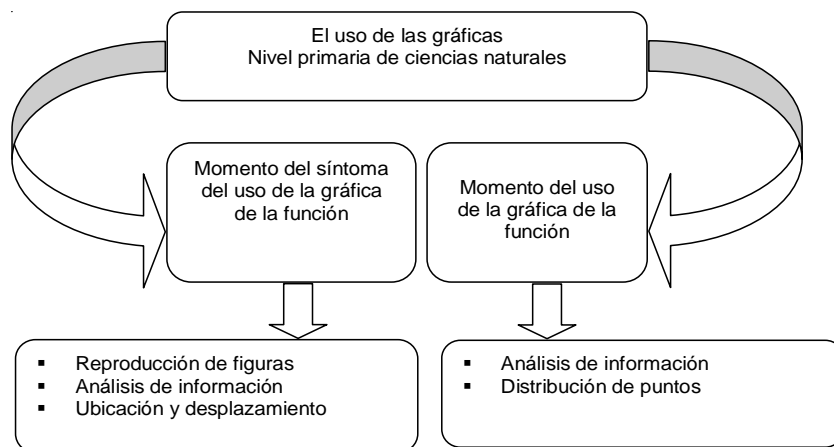 El uso de las gráficas
Nivel primaria de ciencias naturales
Momento del síntoma
del uso de la gráfica
de la función
Momento del uso
de la gráfica de la
función
▪ Reproducción de figuras
▪ Análisis de información
▪ Ubicación y desplazamiento
▪ Análisis de información
▪ Distribución de puntos